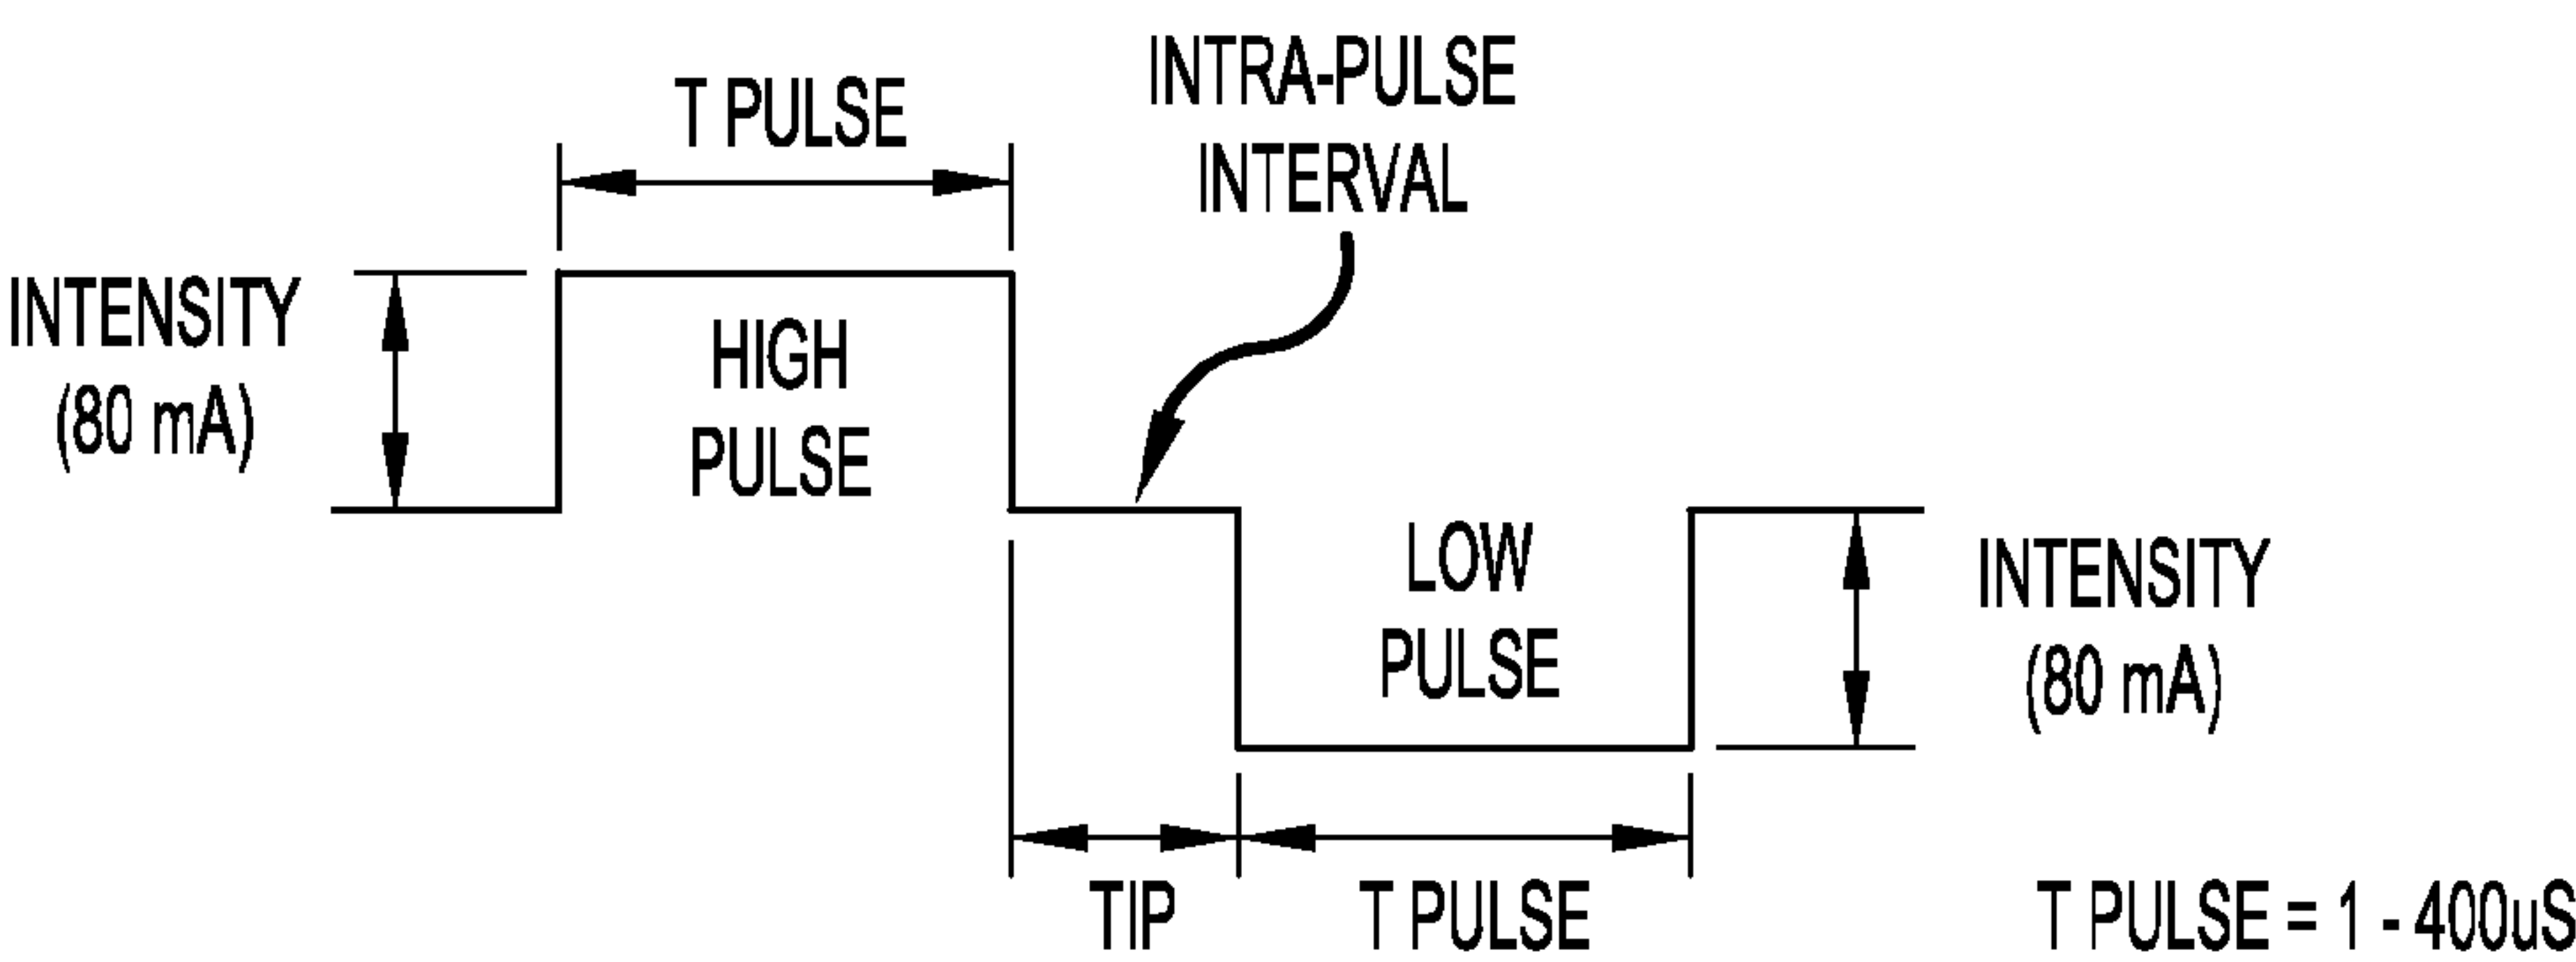 T PULSE
INTRA-PULSE
INTERVAL
INTENSITY
(80 mA)
HIGH
PULSE
LOW
PULSE
INTENSITY
(80 mA)
TIP
T PULSE
T PULSE = 1 - 400uS